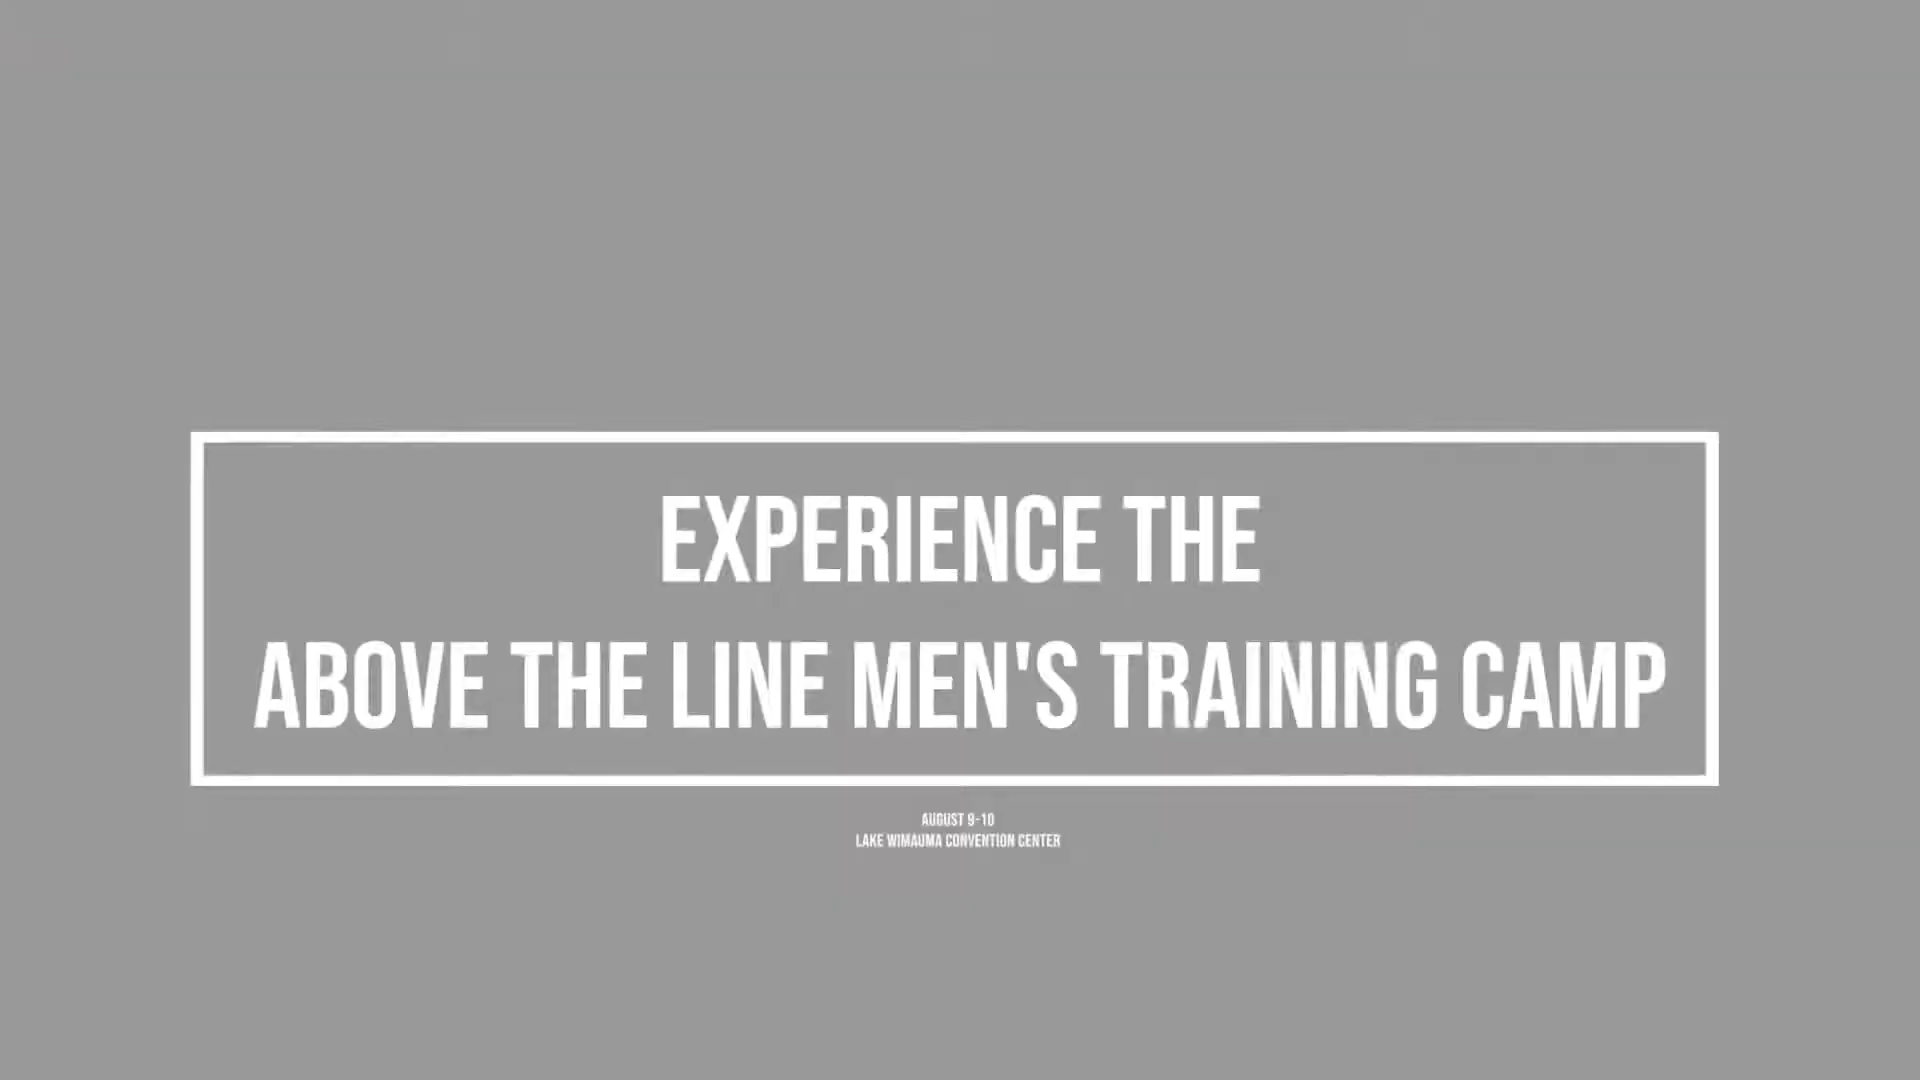 EXPERIENCE THE
ABOVE THE LINE MEN'S TRAINING CAMP
AUGUST 9-10
LAKE WIMAUMA CONVENTION CENTER